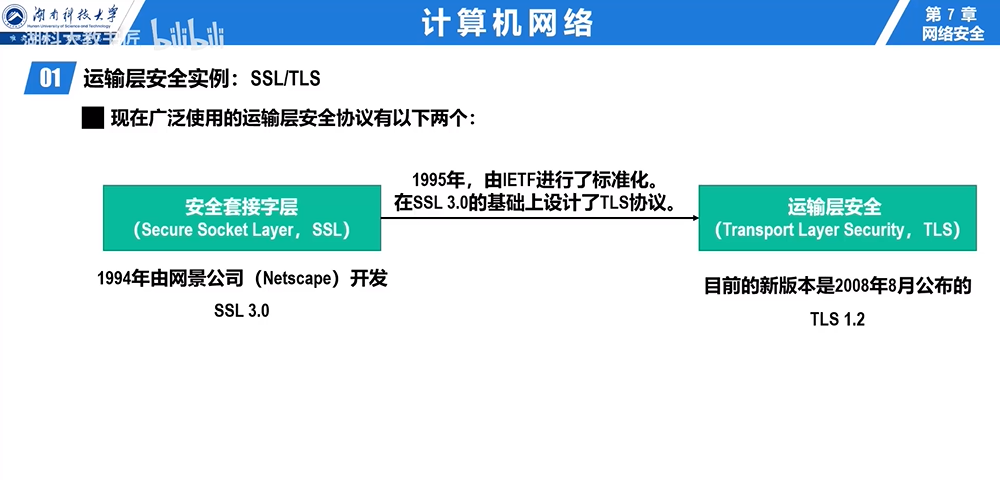 湖南科技大学
Hunan University of Science and Technology
湖科大教书匠 bilibili
计算机网络
第 7 章
网络安全
01 运输层安全实例：SSL/TLS
现在广泛使用的运输层安全协议有以下两个：
1995年，由IETF进行了标准化。
在SSL 3.0的基础上设计了TLS协议。
安全套接字层
（Secure Socket Layer，SSL）
运输层安全
（Transport Layer Security，TLS）
1994年由网景公司（Netscape）开发
SSL 3.0
目前的新版本是2008年8月公布的
TLS 1.2